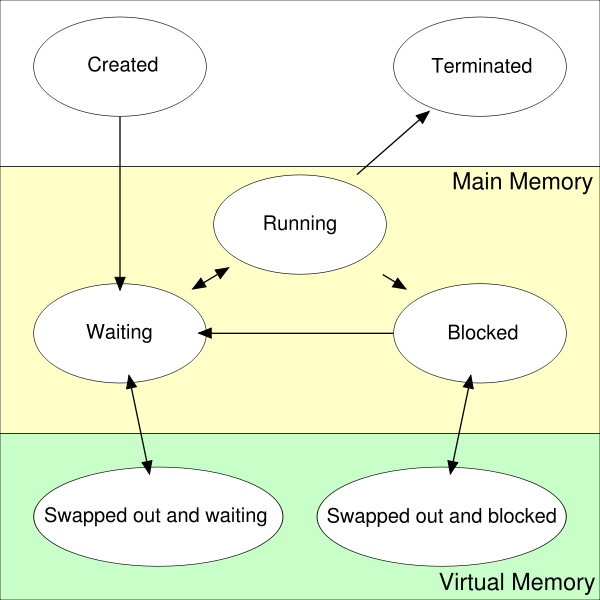 Created
Terminated
Main Memory
Running
Waiting
Blocked
Swapped out and waiting
Swapped out and blocked
Virtual Memory